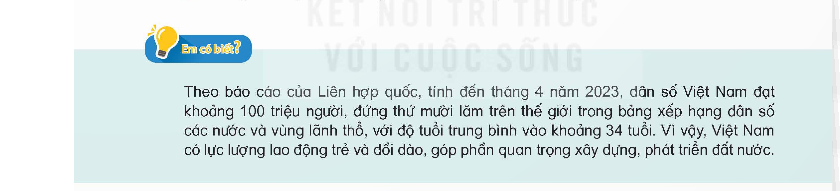 KẾT NỐI TRI THỨC
VỚI CUỘC SỐNG
Em có biết?
Theo báo cáo của Liên hợp quốc, tính đến tháng 4 năm 2023, dân số Việt Nam đạt
khoảng 100 triệu người, đứng thứ mười lăm trên thế giới trong bảng xếp hạng dân số
các nước và vùng lãnh thổ, với độ tuổi trung bình vào khoảng 34 tuổi. Vì vậy, Việt Nam
có lực lượng lao động trẻ và dồi dào, góp phần quan trọng xây dựng, phát triển đất nước.